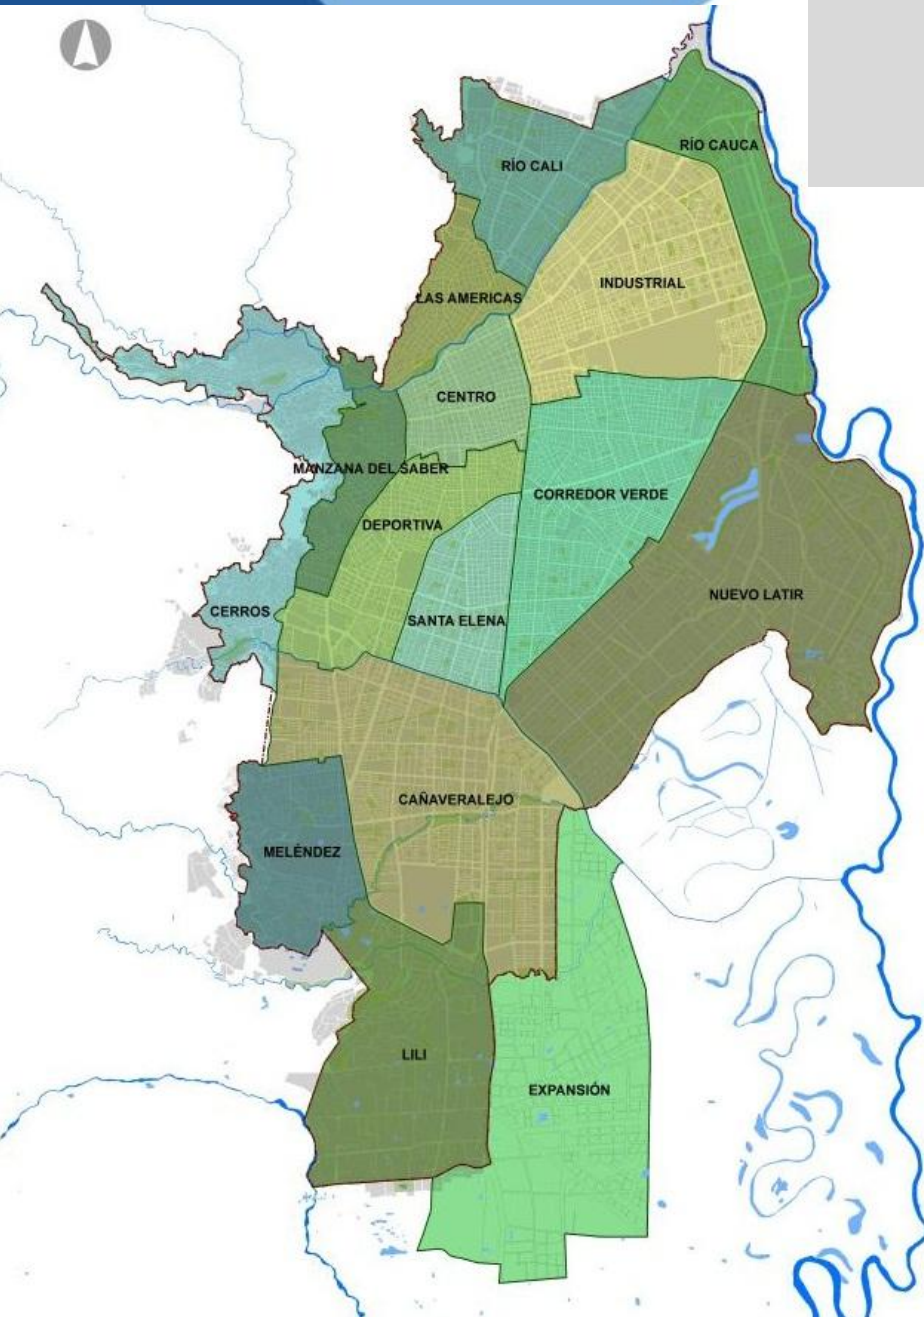 RÍO CAUCA
RÍO CALI
INDUSTRIAL
LAS AMERICAS
CENTRO
MANZANA DEL SABER
CORREDOR VERDE
DEPORTIVA
NUEVO LATIR
CERROS
SANTA ELENA
CAÑAVERALEJO
MELÉNDEZ
LILI
EXPANSIÓN